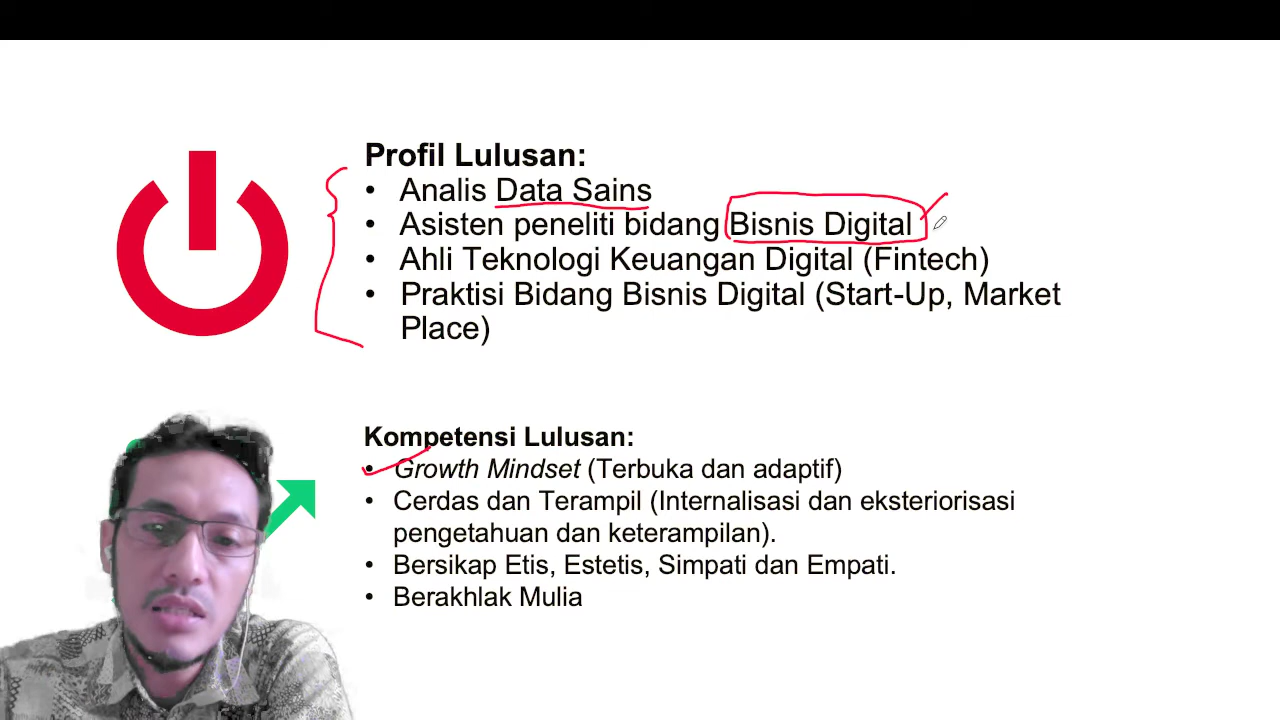 Profil Lulusan:
• Analis Data Sains
• Asisten peneliti bidang Bisnis Digital
• Ahli Teknologi Keuangan Digital (Fintech)
• Praktisi Bidang Bisnis Digital (Start-Up, Market
Place)
Kompetensi Lulusan:
• Growth Mindset (Terbuka dan adaptif)
• Cerdas dan Terampil (Internalisasi dan eksteriorisasi
pengetahuan dan keterampilan).
• Bersikap Etis, Estetis, Simpati dan Empati.
• Berakhlak Mulia